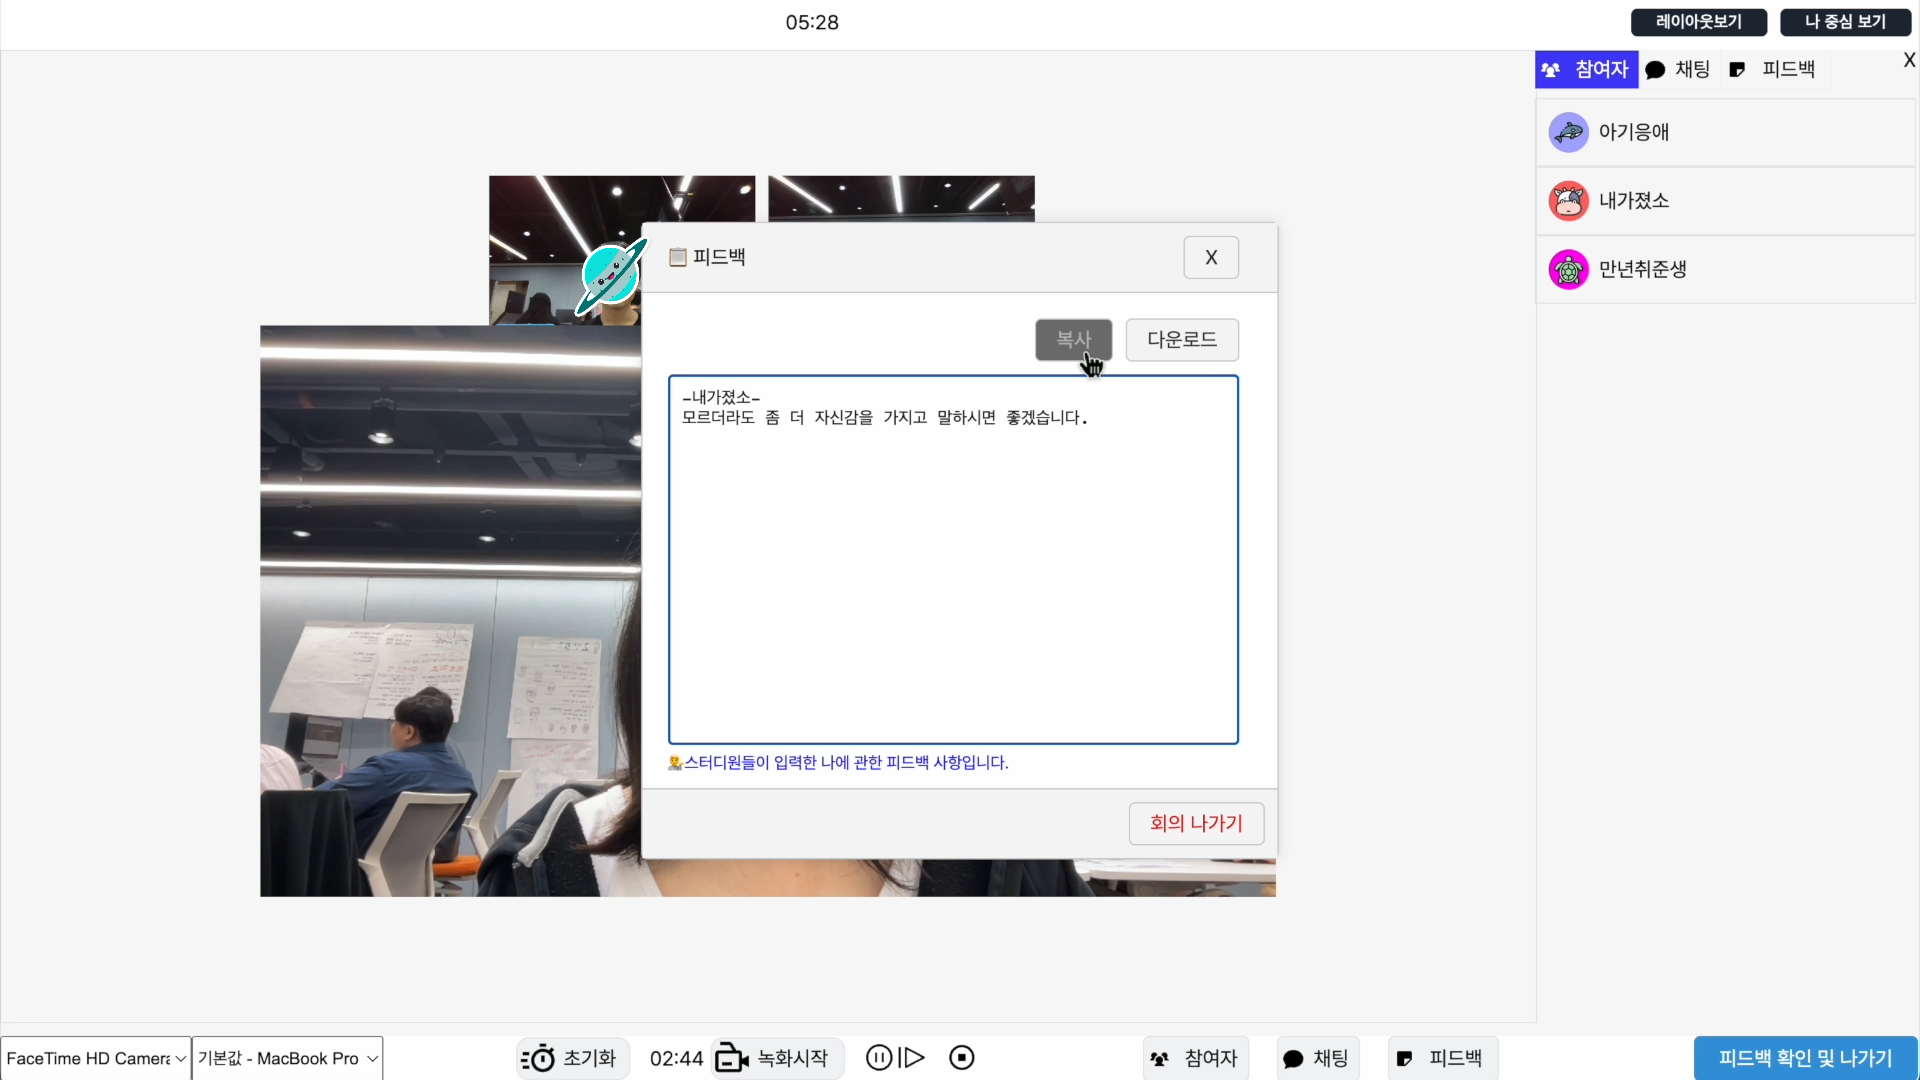 05:28
레이아웃보기
나 중심 보기
참여자
채팅
피드백
X
아기응애
내가졌소
만년취준생
📋 피드백
X
복사
다운로드
-내가졌소-
모르더라도 좀 더 자신감을 가지고 말하시면 좋겠습니다.
스터디원들이 입력한 나에 관한 피드백 사항입니다.
회의 나가기
FaceTime HD Camera
기본값 - MacBook Pro
초기화
02:44
녹화시작
참여자
채팅
피드백
피드백 확인 및 나가기